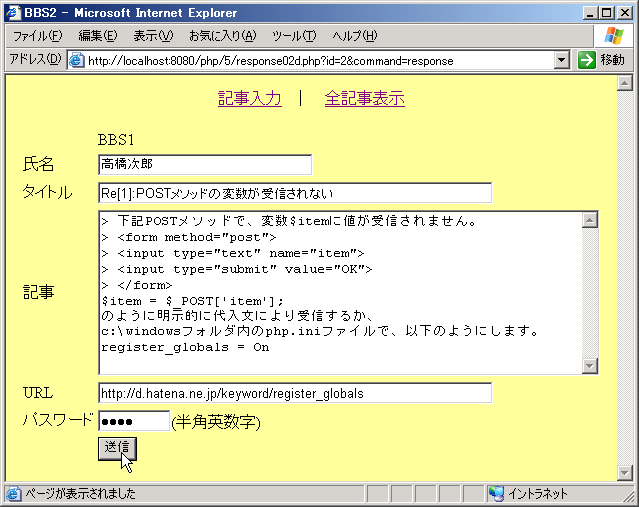 BBS2 - Microsoft Internet Explorer
ファイル(F) 編集(E) 表示(V) お気に入り(A) ツール(T) ヘルプ(H)
アドレス(D) http://localhost:8080/php/5/response02d.php?id=2&command=response 移動
記事入力 | 全記事表示
BBS1
氏名 高橋次郎
タイトル Re[1]:POSTメソッドの変数が受信されない
> 下記POSTメソッドで、変数$itemに値が受信されません。
> <form method="post">
> <input type="text" name="item">
> <input type="submit" value="OK">
> </form>
記事
$item = $_POST['item'];
のように明示的に代入文により受信するか、
c:\windowsフォルダ内のphp.iniファイルで、以下のようにします。
register_globals = On
URL http://d.hatena.ne.jp/keyword/register_globals
パスワード ●●●● (半角英数字)
送信
ページが表示されました イントラネット